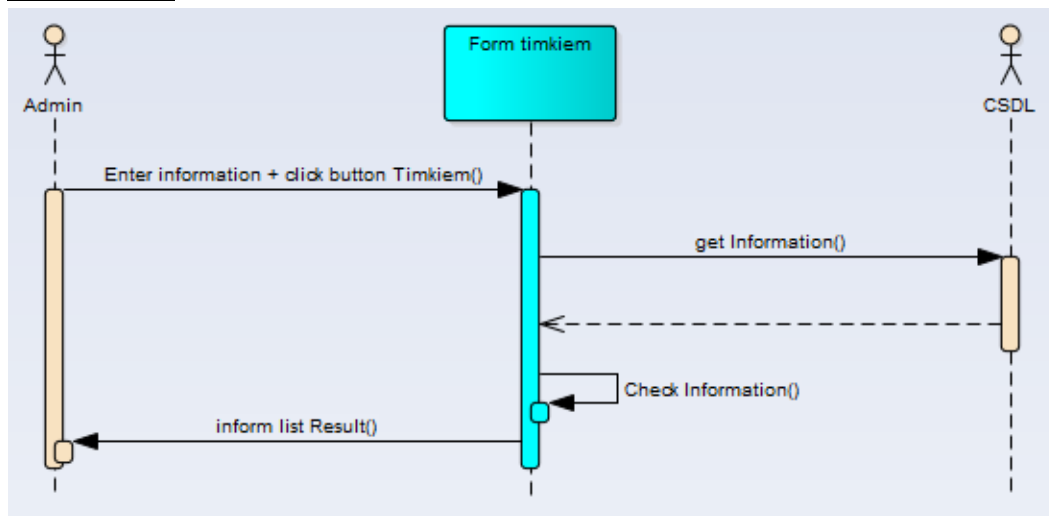 Form timkiem
Admin
CSDL
Enter information + click button Timkiem()
get Information()
Check Information()
inform list Result()